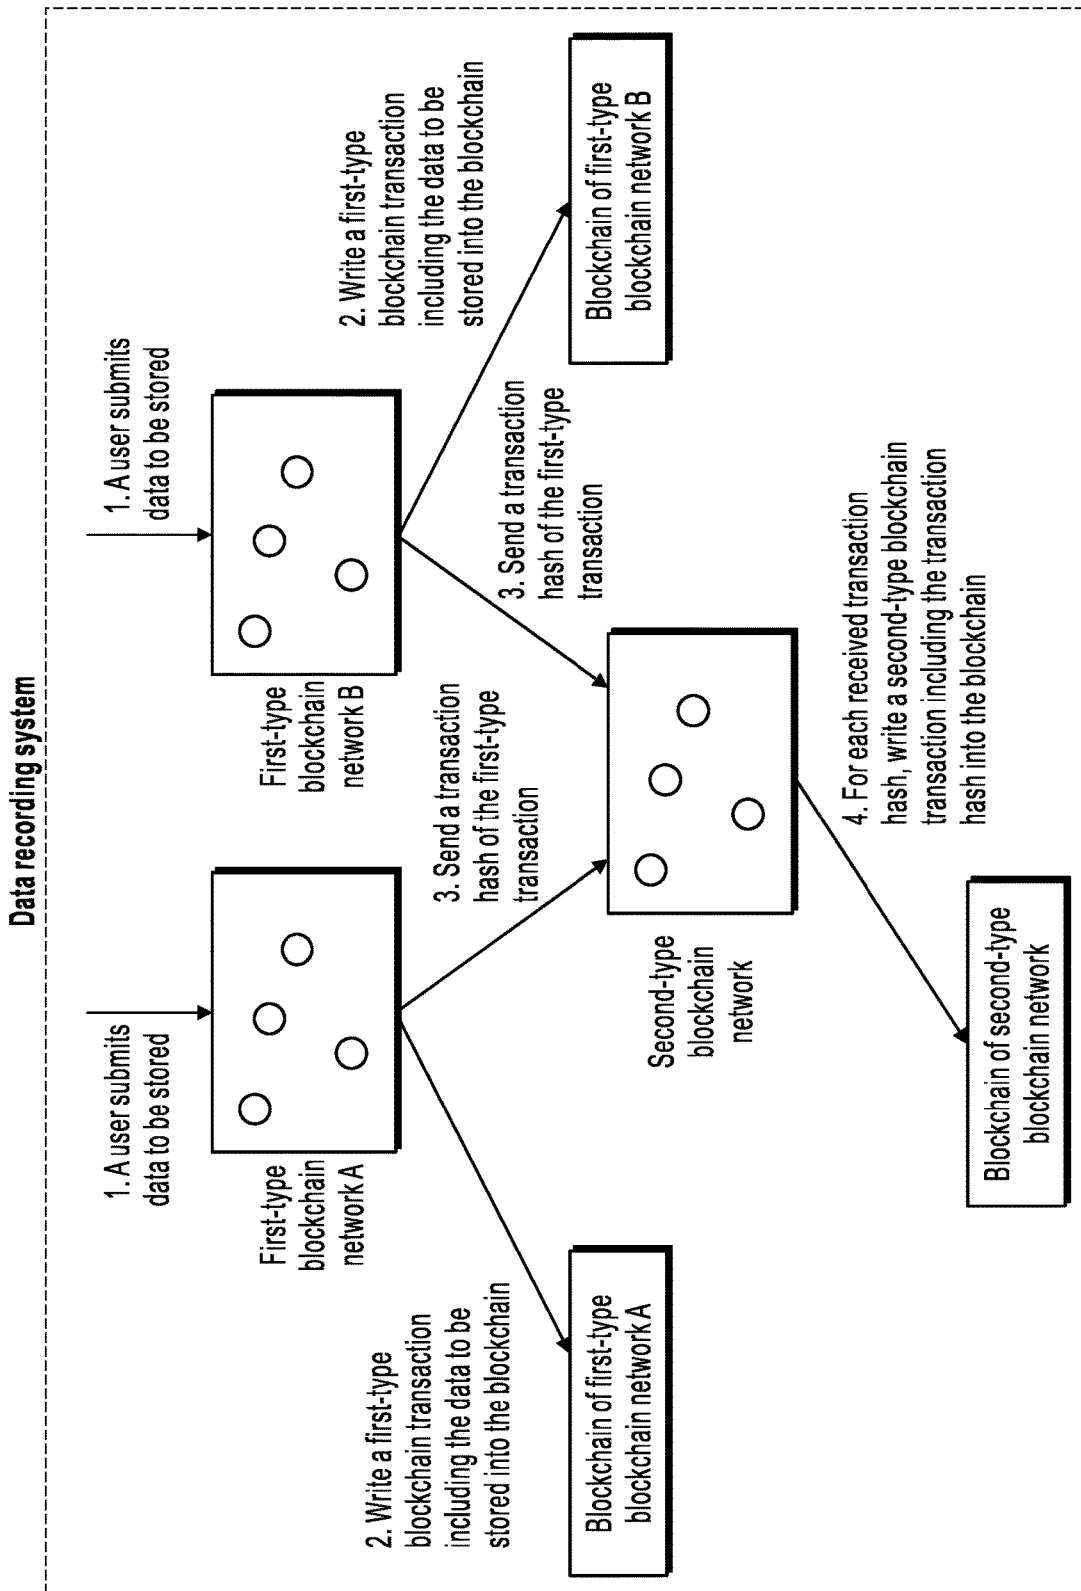 Data recording system
1. A user submits
data to be stored
1. A user submits
data to be stored
First-type
blockchain
network A
First-type
blockchain
network B
2. Write a first-type
blockchain transaction
including the data to be
stored into the blockchain
3. Send a transaction
hash of the first-type
transaction
3. Send a transaction
hash of the first-type
transaction
2. Write a first-type
blockchain transaction
including the data to be
stored into the blockchain
Blockchain of first-type
blockchain network A
Second-type
blockchain
network
Blockchain of first-type
blockchain network B
4. For each received transaction
hash, write a second-type blockchain
transaction including the transaction
hash into the blockchain
Blockchain of second-type
blockchain network